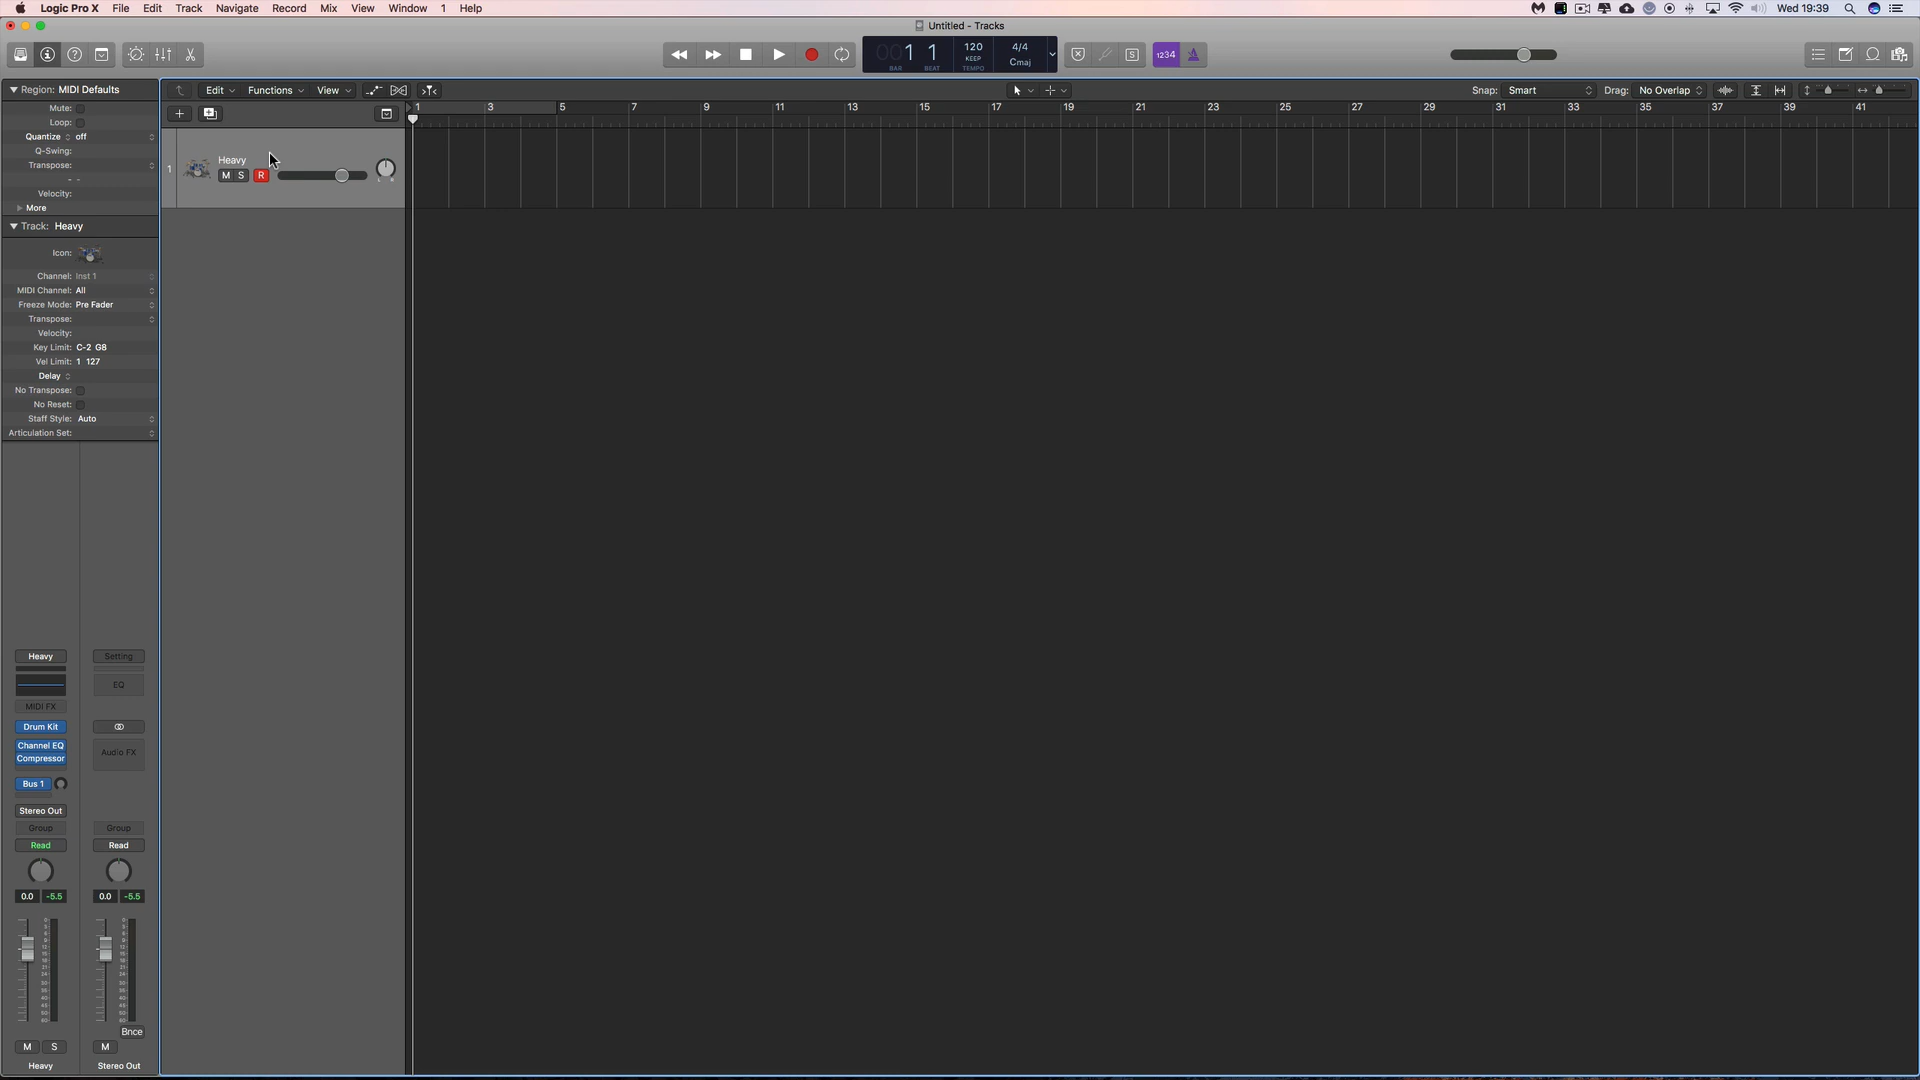 Logic Pro X File Edit Track Navigate Record Mix View Window 1 Help Wed 19:39
Untitled - Tracks
001 1 120 4/4
KEEP Cmaj
BAR BEAT TEMPO
1234
Region: MIDI Defaults
Edit Functions View Snap: Smart Drag: No Overlap
Mute:
Loop:
Quantize off
Q-Swing:
Transpose:
- -
Velocity:
More
1 3 5 7 9 11 13 15 17 19 21 23 25 27 29 31 33 35 37 39 41
1 Heavy
M S R
Track: Heavy
Icon:
Channel: Inst 1
MIDI Channel: All
Freeze Mode: Pre Fader
Transpose:
Velocity:
Key Limit: C-2 G8
Vel Limit: 1 127
Delay
No Transpose:
No Reset:
Staff Style: Auto
Articulation Set:
Heavy Setting
EQ
MIDI FX
Drum Kit
Channel EQ
Compressor
Audio FX
Bus 1
Stereo Out
Group Group
Read Read
0.0 -5.5 0.0 -5.5
Bnce
M S M
Heavy Stereo Out